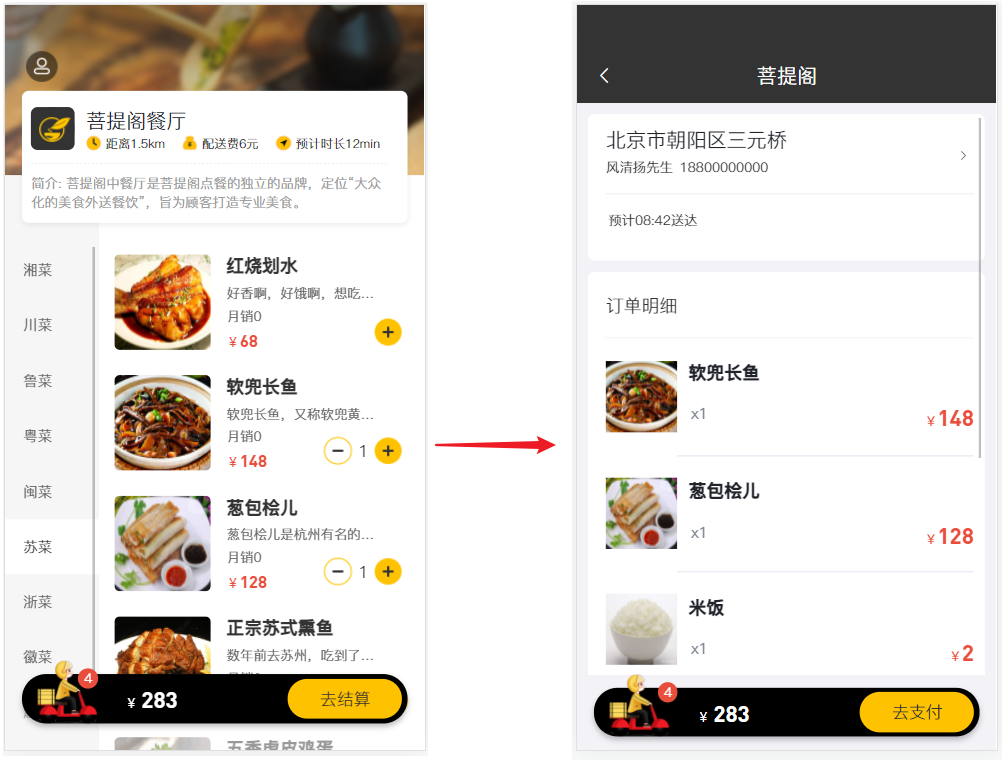 菩提阁餐厅
距离1.5km 配送费6元 预计时长12min
简介: 菩提阁中餐厅是菩提阁点餐的独立的品牌，定位“大众
化的美食外送餐饮”，旨为顾客打造专业美食。
湘菜
川菜
鲁菜
粤菜
闽菜
苏菜
浙菜
徽菜
红烧划水
好香啊，好饿啊，想吃...
月销0
¥ 68
软兜长鱼
软兜长鱼，又称软兜黄...
月销0
¥ 148
1
葱包桧儿
葱包桧儿是杭州有名的...
月销0
¥ 128
1
正宗苏式熏鱼
数年前去苏州，吃到了...
4
¥ 283
去结算
五香虎皮鸡蛋
菩提阁
北京市朝阳区三元桥
风清扬先生 18800000000
预计08:42送达
订单明细
软兜长鱼
x1
¥ 148
葱包桧儿
x1
¥ 128
米饭
x1
¥ 2
4
¥ 283
去支付